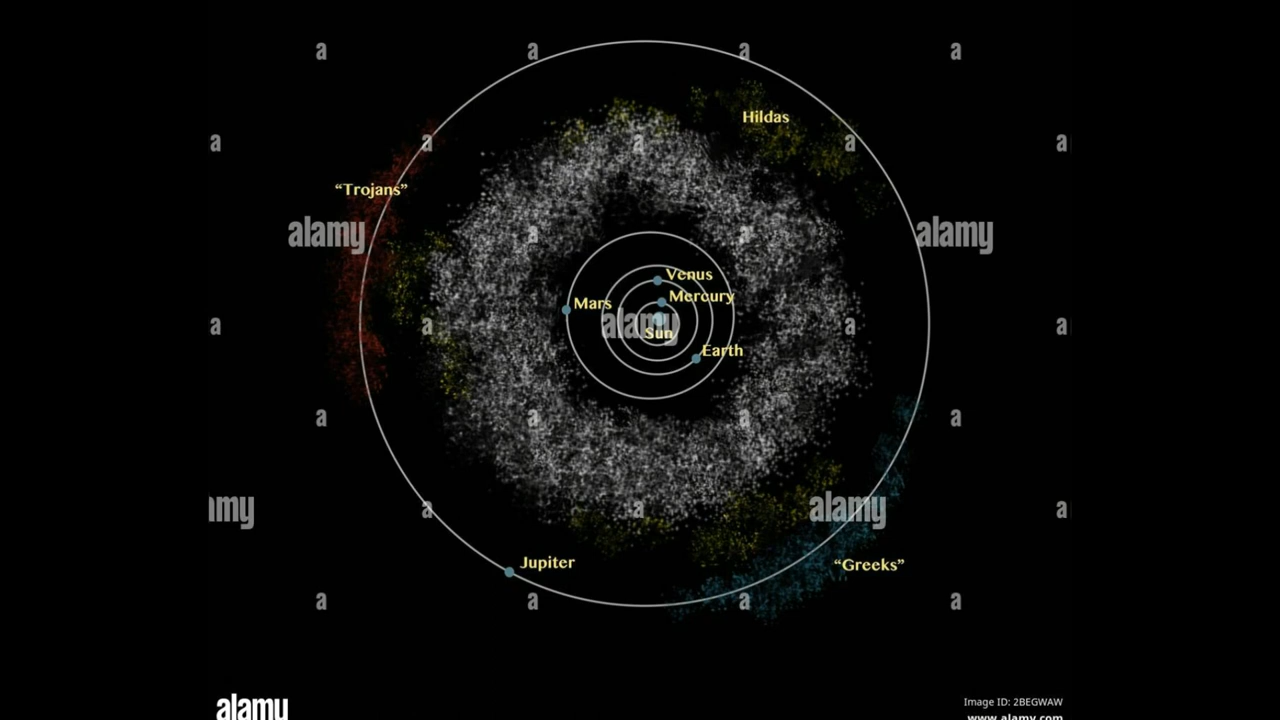 a a a a
Hildas
a a a a a
“Trojans”
alamy alamy
a a
Venus
Mercury
Mars
alamy
Sun
a a a a
Earth
a a a a
alamy
amy
a a a
Jupiter
“Greeks”
a a a a
alamy
Image ID: 2BEGWAW
www.alamy.com